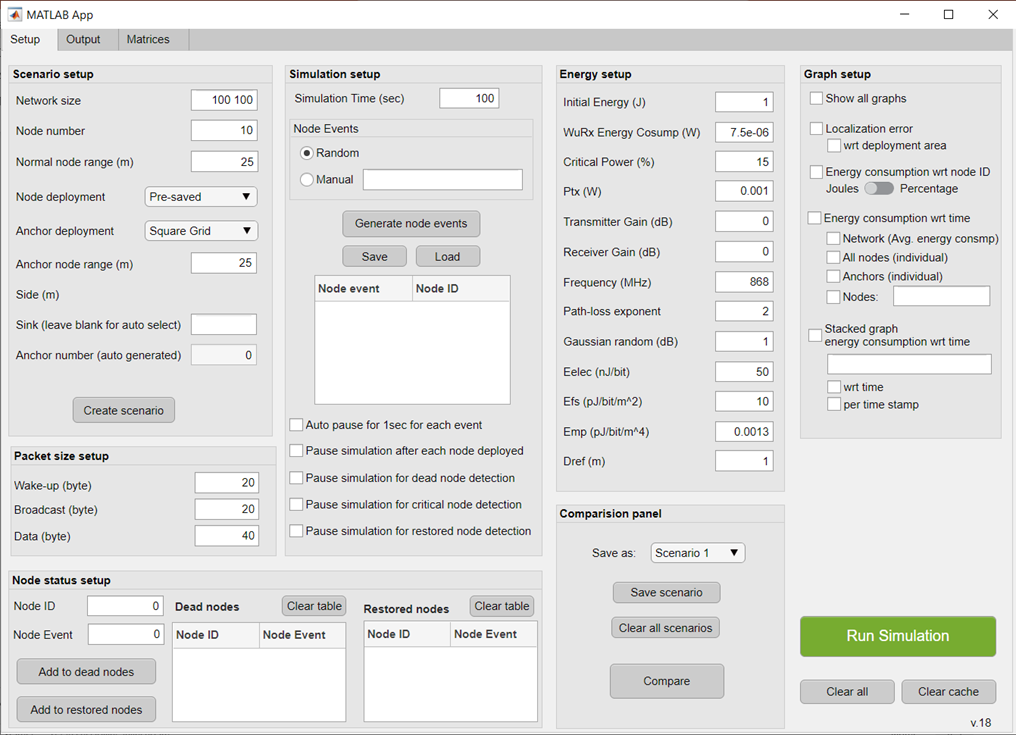 MATLAB App
Setup Output Matrices
Scenario setup
Network size 100 100
Node number 10
Normal node range (m) 25
Node deployment Pre-saved
Anchor deployment Square Grid
Anchor node range (m) 25
Side (m)
Sink (leave blank for auto select)
Anchor number (auto generated) 0
Create scenario
Packet size setup
Wake-up (byte) 20
Broadcast (byte) 20
Data (byte) 40
Simulation setup
Simulation Time (sec) 100
Node Events
Random
Manual
Generate node events
Save Load
Node event Node ID
Auto pause for 1sec for each event
Pause simulation after each node deployed
Pause simulation for dead node detection
Pause simulation for critical node detection
Pause simulation for restored node detection
Node status setup
Node ID 0
Node Event 0
Add to dead nodes
Add to restored nodes
Dead nodes Clear table
Node ID Node Event
Restored nodes Clear table
Node ID Node Event
Energy setup
Initial Energy (J) 1
WuRx Energy Cosump (W) 7.5e-06
Critical Power (%) 15
Ptx (W) 0.001
Transmitter Gain (dB) 0
Receiver Gain (dB) 0
Frequency (MHz) 868
Path-loss exponent 2
Gaussian random (dB) 1
Eelec (nJ/bit) 50
Efs (pJ/bit/m^2) 10
Emp (pJ/bit/m^4) 0.0013
Dref (m) 1
Comparision panel
Save as: Scenario 1
Save scenario
Clear all scenarios
Compare
Graph setup
Show all graphs
Localization error
wrt deployment area
Energy consumption wrt node ID
Joules Percentage
Energy consumption wrt time
Network (Avg. energy consmp)
All nodes (individual)
Anchors (individual)
Nodes:
Stacked graph
energy consumption wrt time
wrt time
per time stamp
Run Simulation
Clear all Clear cache
v.18